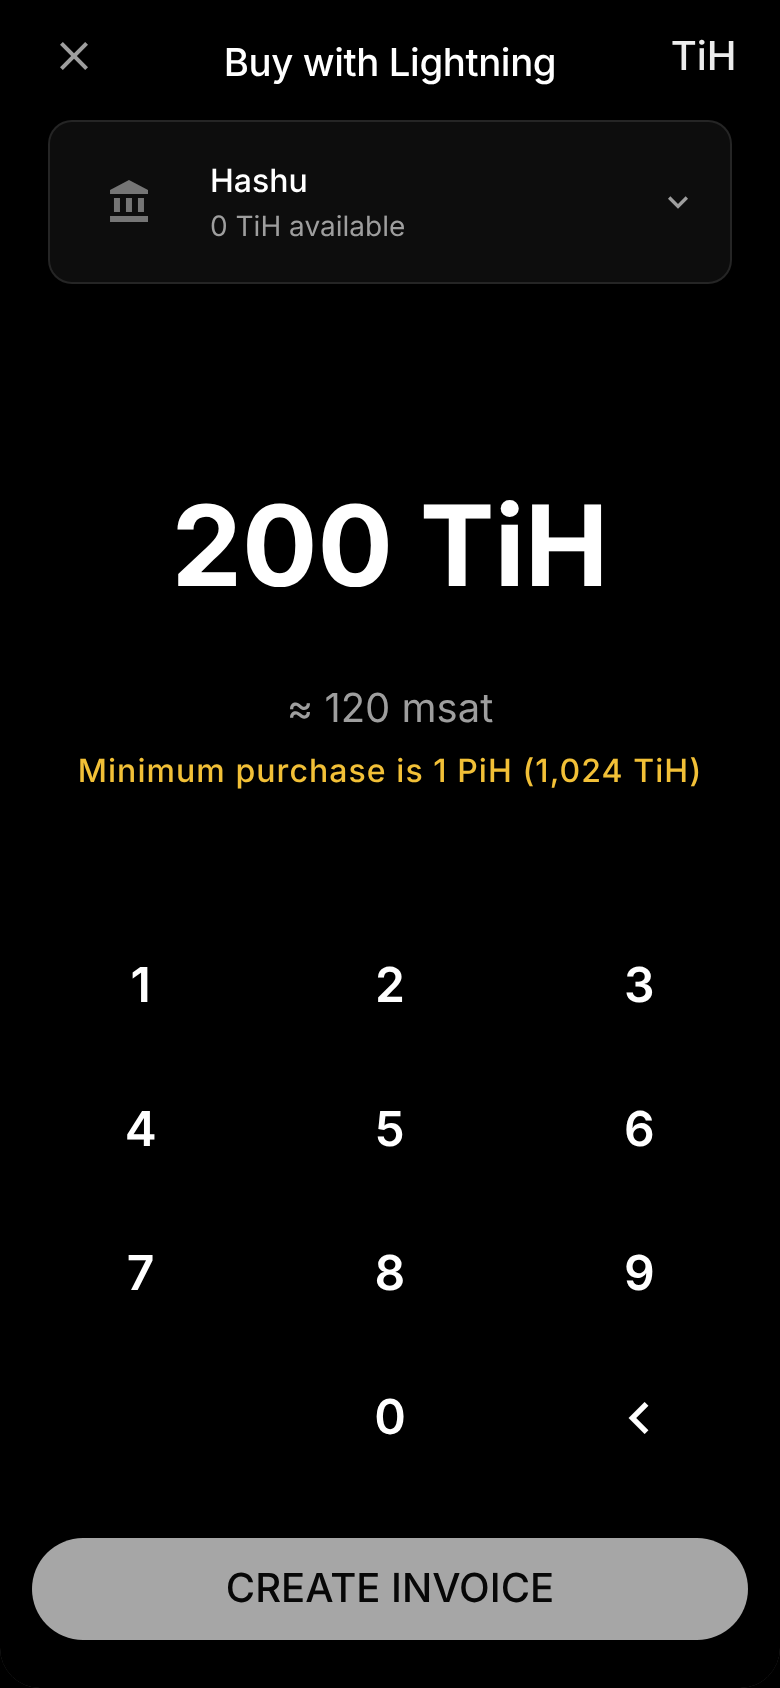 Buy with Lightning
TiH
Hashu
0 TiH available
200 TiH
≈ 120 msat
Minimum purchase is 1 PiH (1,024 TiH)
1 2 3
4 5 6
7 8 9
0
CREATE INVOICE